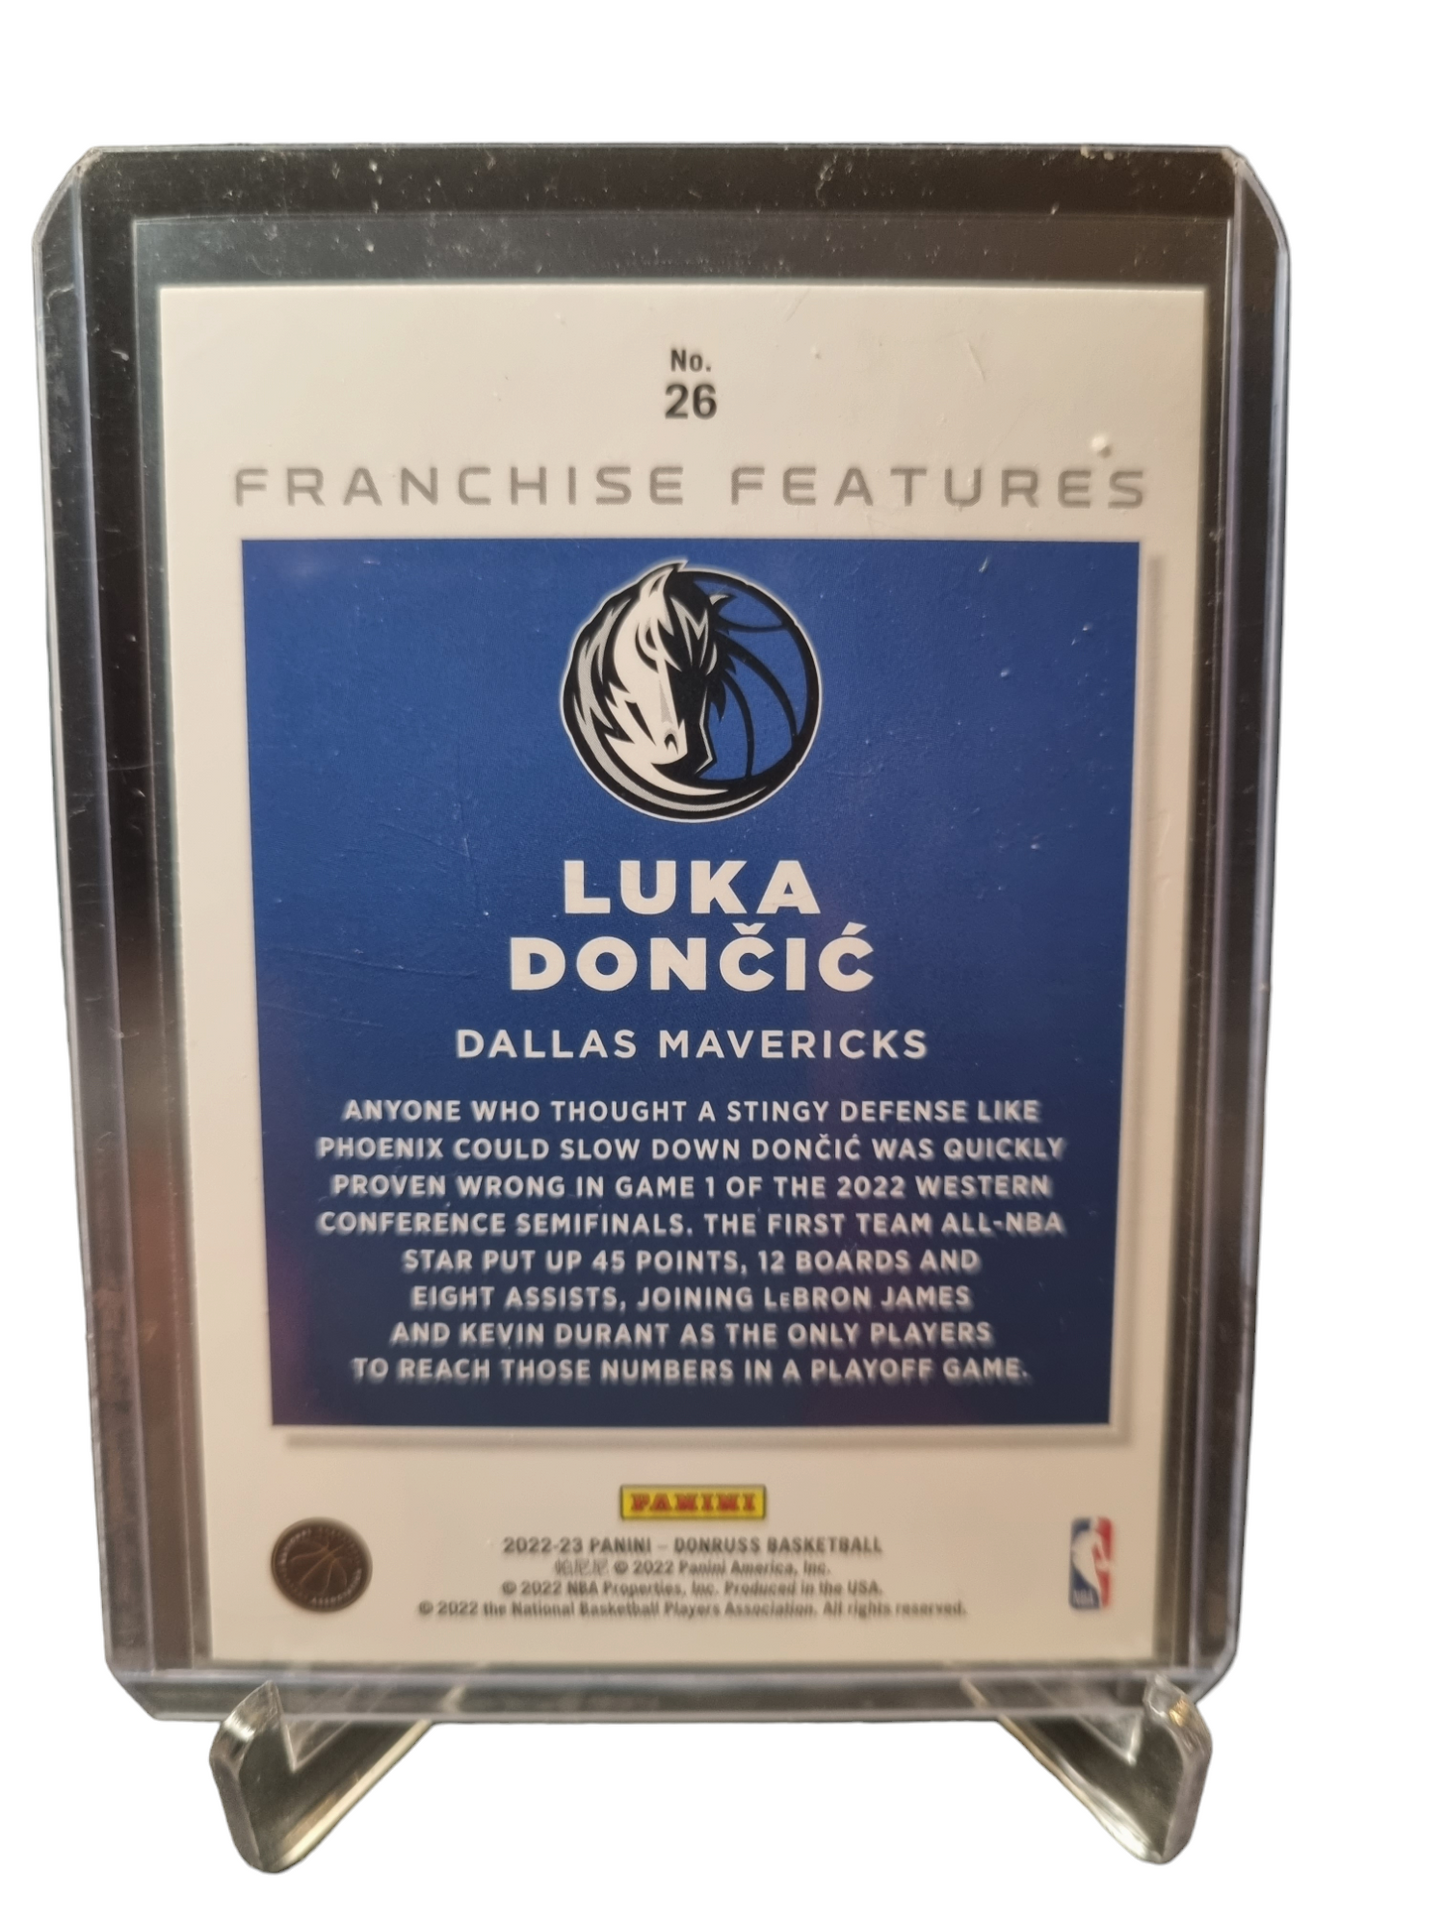 No.
26
FRANCHISE FEATURES
LUKA
DONČIĆ
DALLAS MAVERICKS
ANYONE WHO THOUGHT A STINGY DEFENSE LIKE
PHOENIX COULD SLOW DOWN DONČIĆ WAS QUICKLY
PROVEN WRONG IN GAME 1 OF THE 2022 WESTERN
CONFERENCE SEMIFINALS. THE FIRST TEAM ALL-NBA
STAR PUT UP 45 POINTS, 12 BOARDS AND
EIGHT ASSISTS, JOINING LeBRON JAMES
AND KEVIN DURANT AS THE ONLY PLAYERS
TO REACH THOSE NUMBERS IN A PLAYOFF GAME.
PANINI
2022-23 PANINI – DONRUSS BASKETBALL
帕尼尼 © 2022 Panini America, Inc.
© 2022 NBA Properties, Inc. Produced in the USA.
© 2022 the National Basketball Players Association. All rights reserved.
NBA